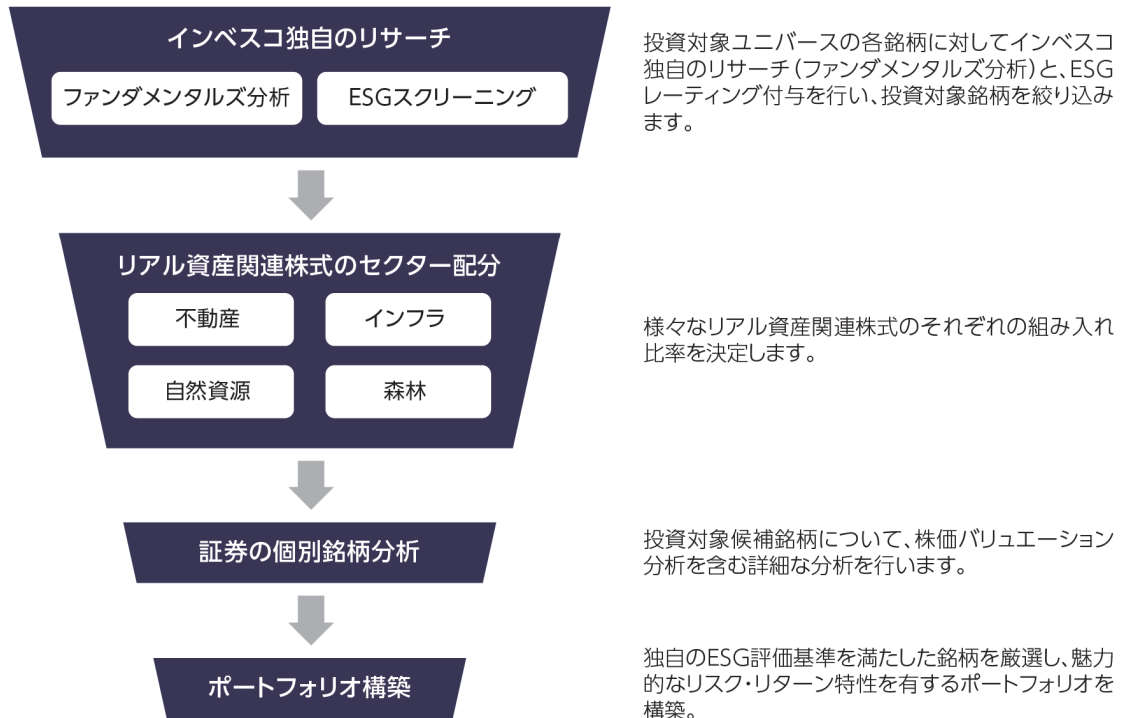 インベスコ独自のリサーチ
ファンダメンタルズ分析
ESGスクリーニング
投資対象ユニバースの各銘柄に対してインベスコ
独自のリサーチ(ファンダメンタルズ分析)と、ESG
レーティング付与を行い、投資対象銘柄を絞り込み
ます。
リアル資産関連株式のセクター配分
不動産
インフラ
自然資源
森林
様々なリアル資産関連株式のそれぞれの組み入れ
比率を決定します。
証券の個別銘柄分析
投資対象候補銘柄について、株価バリュエーション
分析を含む詳細な分析を行います。
ポートフォリオ構築
独自のESG評価基準を満たした銘柄を厳選し、魅力
的なリスク・リターン特性を有するポートフォリオを
構築。